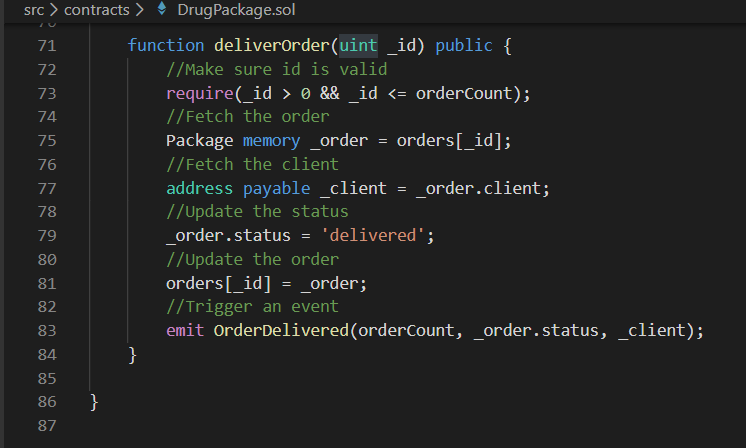 src > contracts > DrugPackage.sol
70
71 function deliverOrder(uint _id) public {
72 //Make sure id is valid
73 require(_id > 0 && _id <= orderCount);
74 //Fetch the order
75 Package memory _order = orders[_id];
76 //Fetch the client
77 address payable _client = _order.client;
78 //Update the status
79 _order.status = 'delivered';
80 //Update the order
81 orders[_id] = _order;
82 //Trigger an event
83 emit OrderDelivered(orderCount, _order.status, _client);
84 }
85
86 }
87